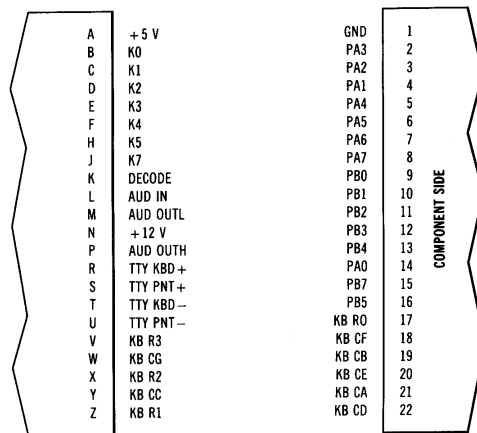 A +5 V GND 1
B K0 PA3 2
C K1 PA2 3
D K2 PA1 4
E K3 PA4 5
F K4 PA5 6
H K5 PA6 7
J K7 PA7 8
K DECODE PB0 9
L AUD IN PB1 10
M AUD OUTL PB2 11
N +12 V PB3 12
P AUD OUTH PB4 13
R TTY KBD+ PA0 14
S TTY PNT+ PB7 15
T TTY KBD– PB5 16
U TTY PNT– KB RO 17
V KB R3 KB CF 18
W KB CG KB CB 19
X KB R2 KB CE 20
Y KB CC KB CA 21
Z KB R1 KB CD 22
COMPONENT SIDE